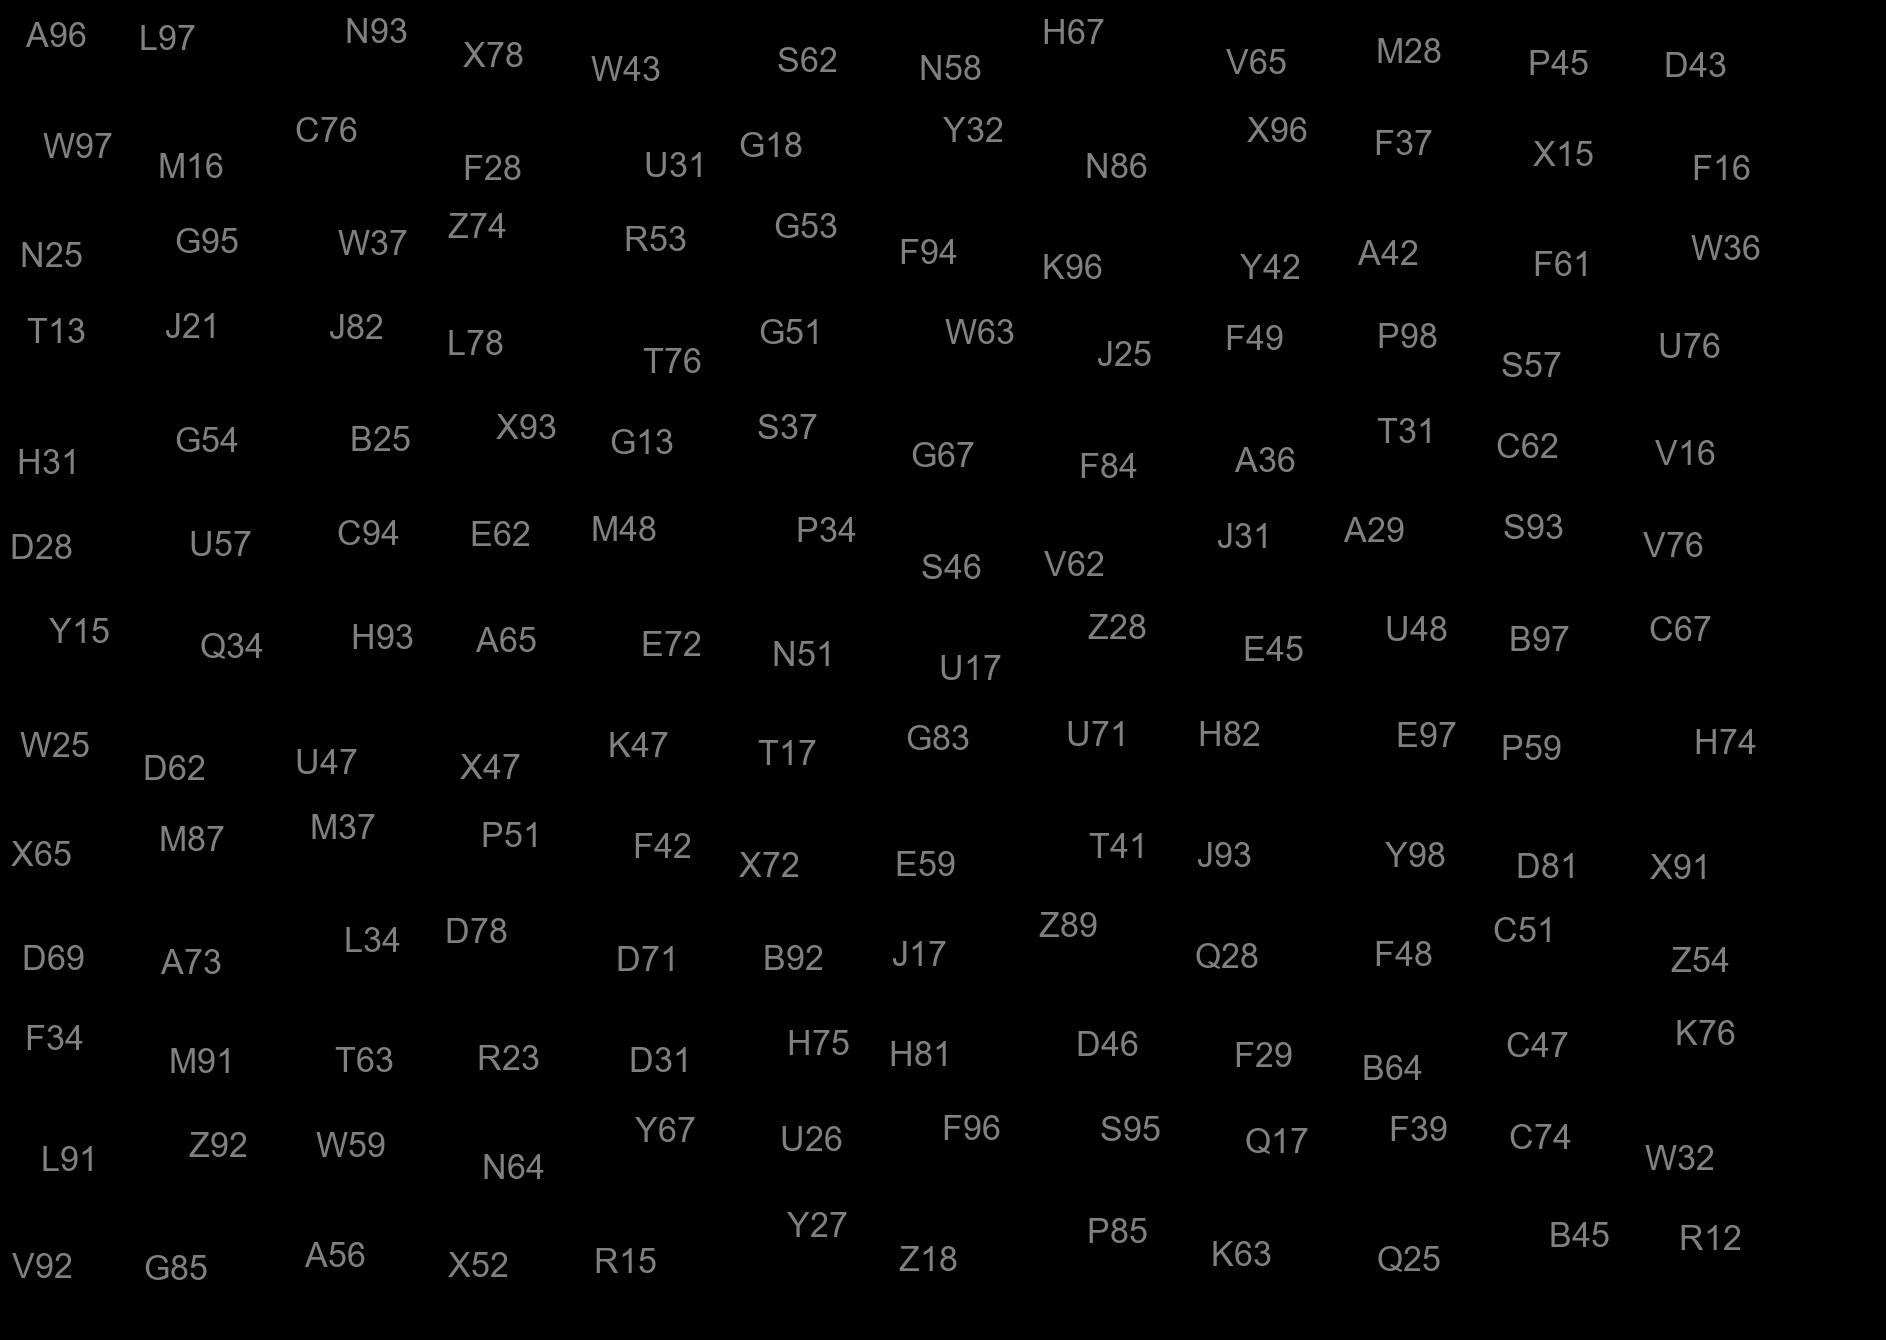 A96 L97 N93 X78 W43 S62 N58 H67 V65 M28 P45 D43
W97 M16 C76 F28 U31 G18 Y32 N86 X96 F37 X15 F16
N25 G95 W37 Z74 R53 G53 F94 K96 Y42 A42 F61 W36
T13 J21 J82 L78 T76 G51 W63 J25 F49 P98 S57 U76
H31 G54 B25 X93 G13 S37 G67 F84 A36 T31 C62 V16
D28 U57 C94 E62 M48 P34 S46 V62 J31 A29 S93 V76
Y15 Q34 H93 A65 E72 N51 U17 Z28 E45 U48 B97 C67
W25 D62 U47 X47 K47 T17 G83 U71 H82 E97 P59 H74
X65 M87 M37 P51 F42 X72 E59 T41 J93 Y98 D81 X91
D69 A73 L34 D78 D71 B92 J17 Z89 Q28 F48 C51 Z54
F34 M91 T63 R23 D31 H75 H81 D46 F29 B64 C47 K76
L91 Z92 W59 N64 Y67 U26 F96 S95 Q17 F39 C74 W32
V92 G85 A56 X52 R15 Y27 Z18 P85 K63 Q25 B45 R12